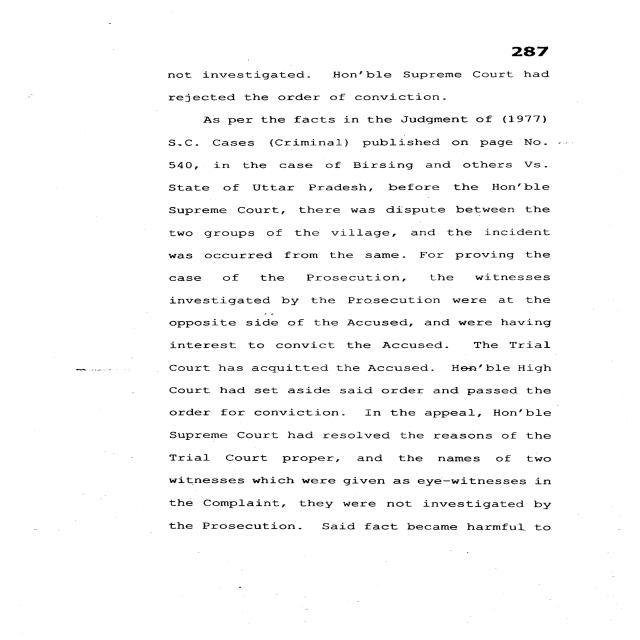 287
not investigated. Hon'ble Supreme Court had
rejected the order of conviction.
As per the facts in the Judgment of (1977)
S.C. Cases (Criminal) published on page No.
540, in the case of Birsing and others Vs.
State of Uttar Pradesh, before the Hon'ble
Supreme Court, there was dispute between the
two groups of the village, and the incident
was occurred from the same. For proving the
case of the Prosecution, the witnesses
investigated by the Prosecution were at the
opposite side of the Accused, and were having
interest to convict the Accused. The Trial
Court has acquitted the Accused. Hon'ble High
Court had set aside said order and passed the
order for conviction. In the appeal, Hon'ble
Supreme Court had resolved the reasons of the
Trial Court proper, and the names of two
witnesses which were given as eye-witnesses in
the Complaint, they were not investigated by
the Prosecution. Said fact became harmful to